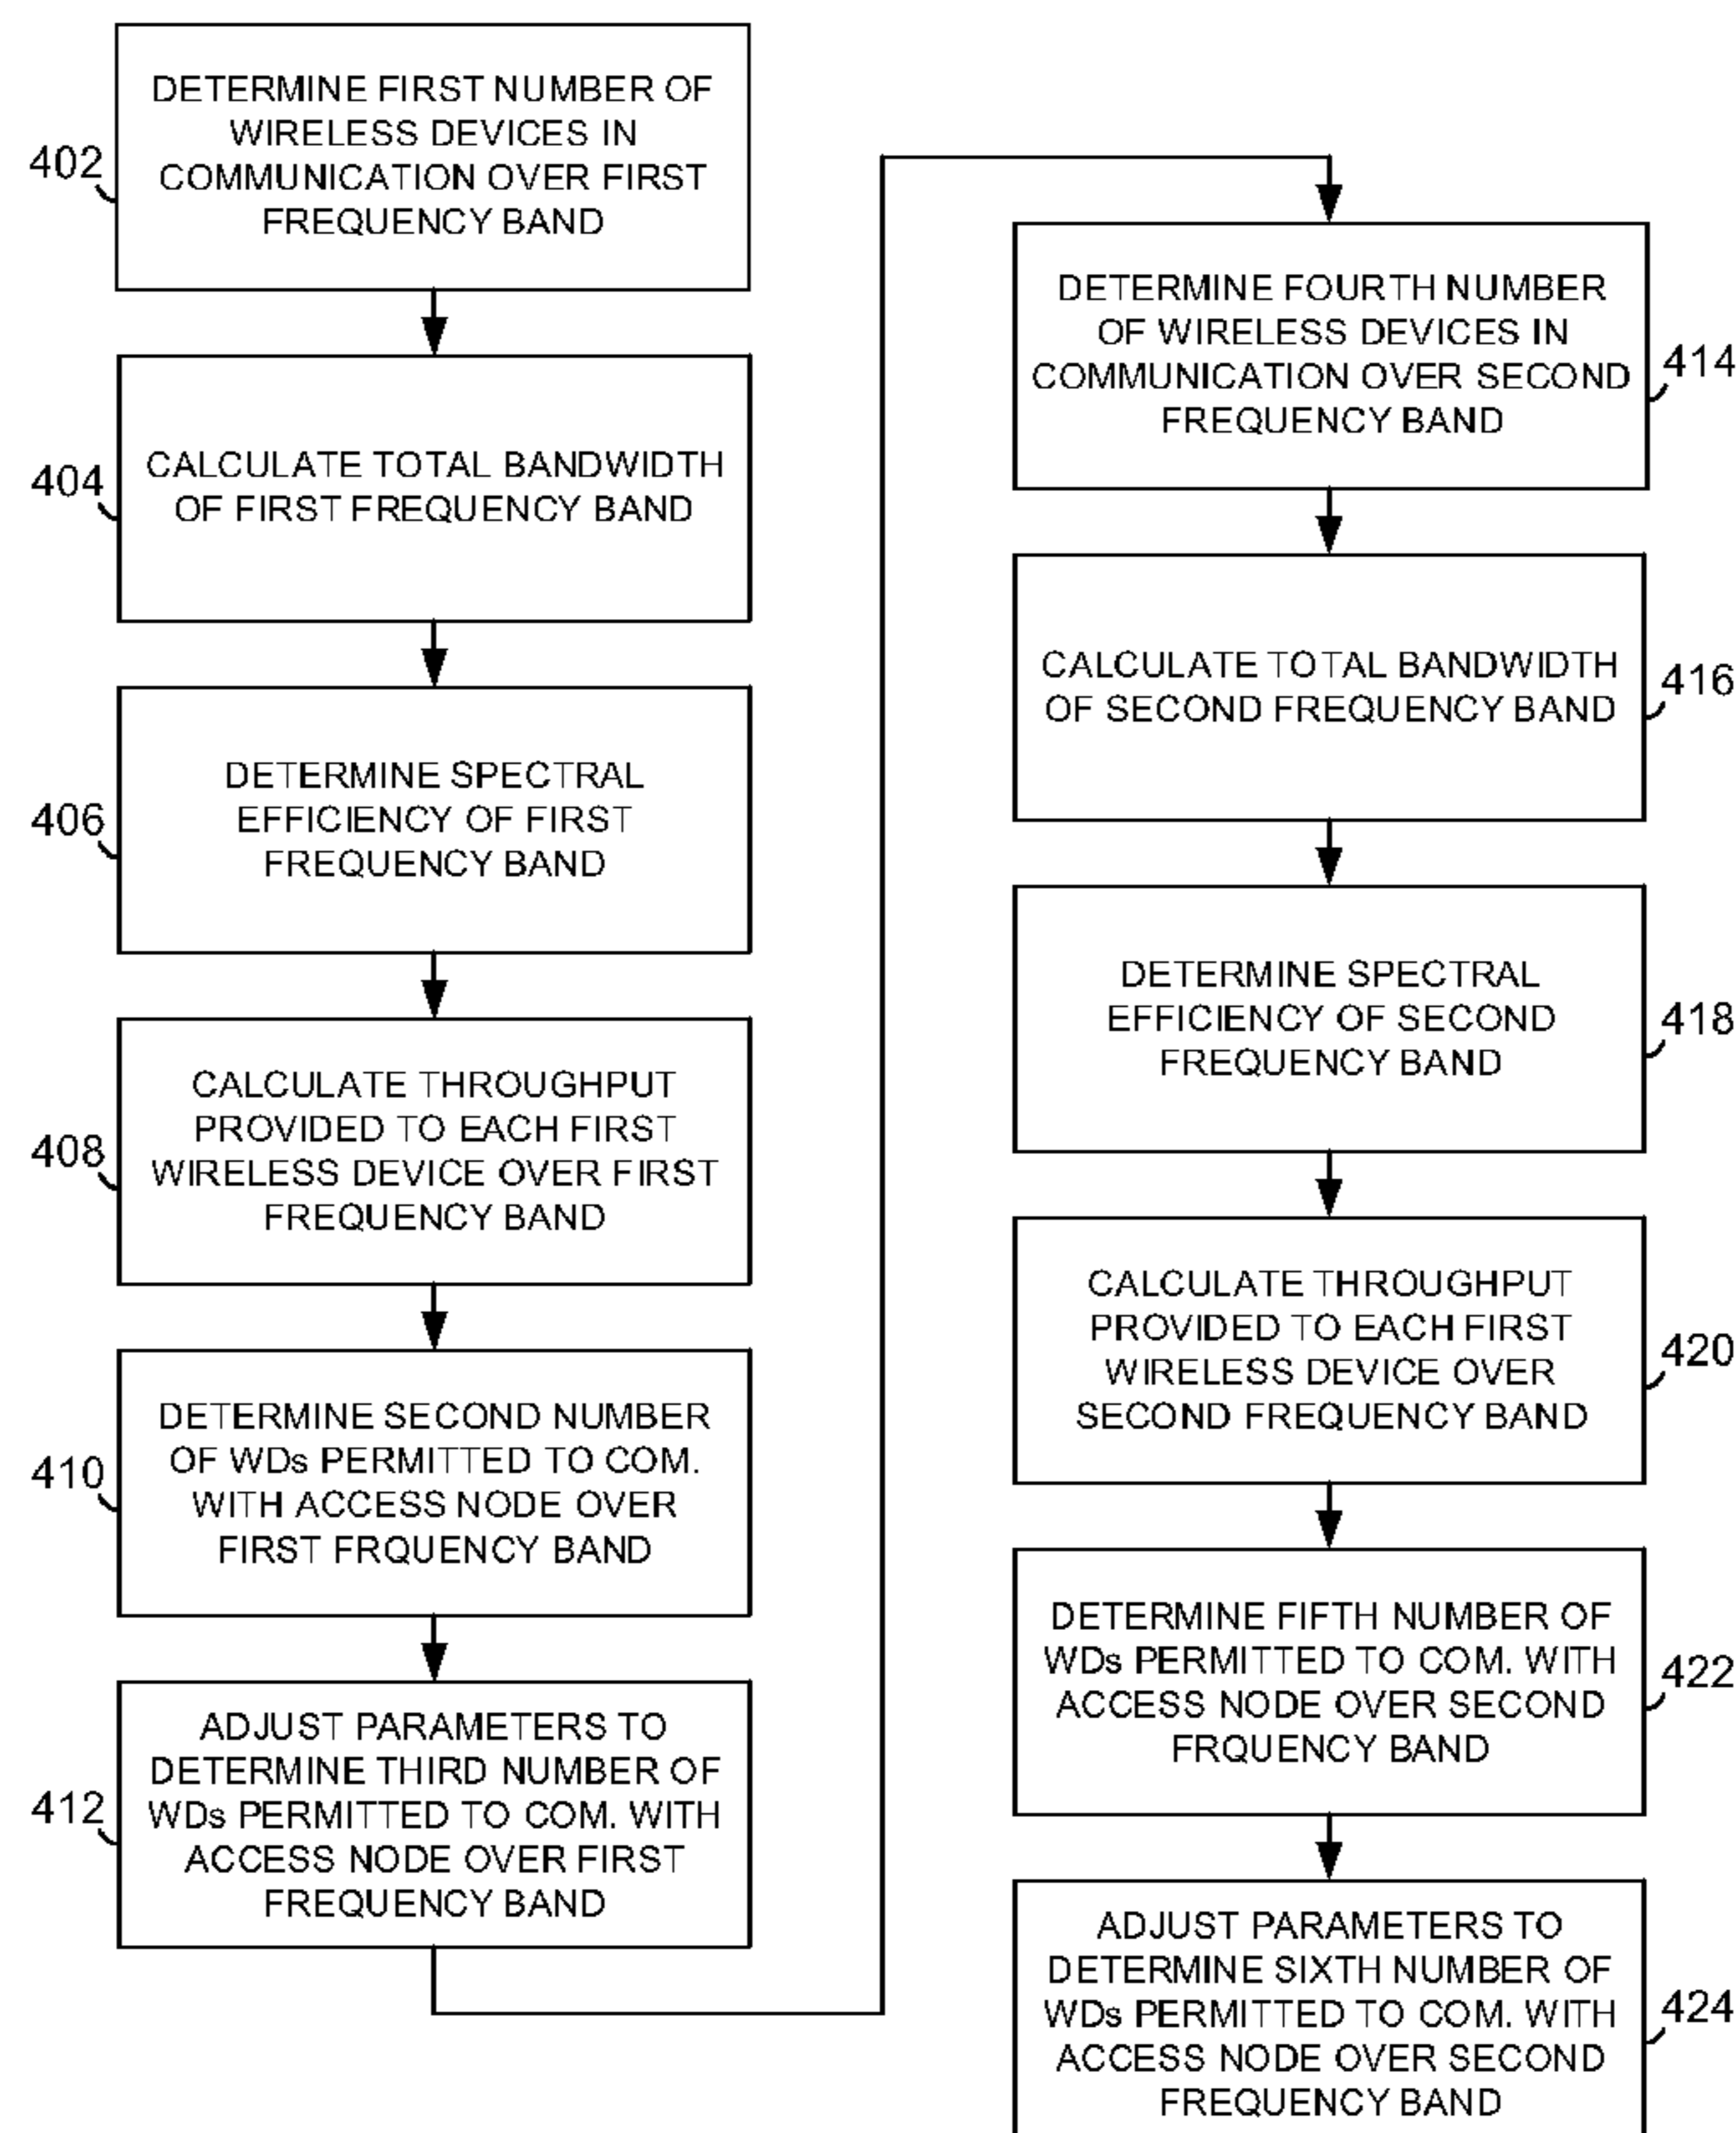 DETERMINE FIRST NUMBER OF
WIRELESS DEVICES IN
COMMUNICATION OVER FIRST
FREQUENCY BAND
402
CALCULATE TOTAL BANDWIDTH
OF FIRST FREQUENCY BAND
404
DETERMINE SPECTRAL
EFFICIENCY OF FIRST
FREQUENCY BAND
406
CALCULATE THROUGHPUT
PROVIDED TO EACH FIRST
WIRELESS DEVICE OVER FIRST
FREQUENCY BAND
408
DETERMINE SECOND NUMBER
OF WDs PERMITTED TO COM.
WITH ACCESS NODE OVER
FIRST FRQUENCY BAND
410
ADJUST PARAMETERS TO
DETERMINE THIRD NUMBER OF
WDs PERMITTED TO COM. WITH
ACCESS NODE OVER FIRST
FREQUENCY BAND
412
DETERMINE FOURTH NUMBER
OF WIRELESS DEVICES IN
COMMUNICATION OVER SECOND
FREQUENCY BAND
414
CALCULATE TOTAL BANDWIDTH
OF SECOND FREQUENCY BAND
416
DETERMINE SPECTRAL
EFFICIENCY OF SECOND
FREQUENCY BAND
418
CALCULATE THROUGHPUT
PROVIDED TO EACH FIRST
WIRELESS DEVICE OVER
SECOND FREQUENCY BAND
420
DETERMINE FIFTH NUMBER OF
WDs PERMITTED TO COM. WITH
ACCESS NODE OVER SECOND
FRQUENCY BAND
422
ADJUST PARAMETERS TO
DETERMINE SIXTH NUMBER OF
WDs PERMITTED TO COM. WITH
ACCESS NODE OVER SECOND
FREQUENCY BAND
424